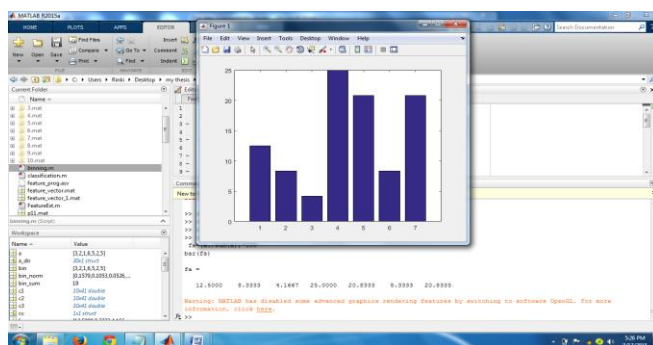 MATLAB R2015a
HOME PLOTS APPS EDITOR
Search Documentation
New Open Save
Find Files
Compare
Print
Go To
Find
Insert
Comment
Indent
FILE
C: Users Desktop my thesis
Current Folder
Name
3.mat
4.mat
5.mat
6.mat
7.mat
8.mat
9.mat
10.mat
binning.m
classification.m
feature_prog.asv
feature_vector.mat
feature_vector_1.mat
Featurelist.m
p11.mat
binning.m (Script)
Workspace
Name Value
a [3,2,1,6,5,2,5]
a_dir 30x1 struct
bin [3,2,1,6,5,2,5]
bin_norm [0.1579,0.1053,0.0526,...
bin_sum 19
c1 10x41 double
c2 10x41 double
c3 10x41 double
cc 1x1 struct
Figure 1
File Edit View Insert Tools Desktop Window Help
25
20
15
10
5
0
1 2 3 4 5 6 7
bar(fa)
fa =
12.5000 8.3333 4.1667 25.0000 20.8333 8.3333 20.8333
Warning: MATLAB has disabled some advanced graphics rendering features by switching to software OpenGL. For more
information, click here.
>>
5:26 PM